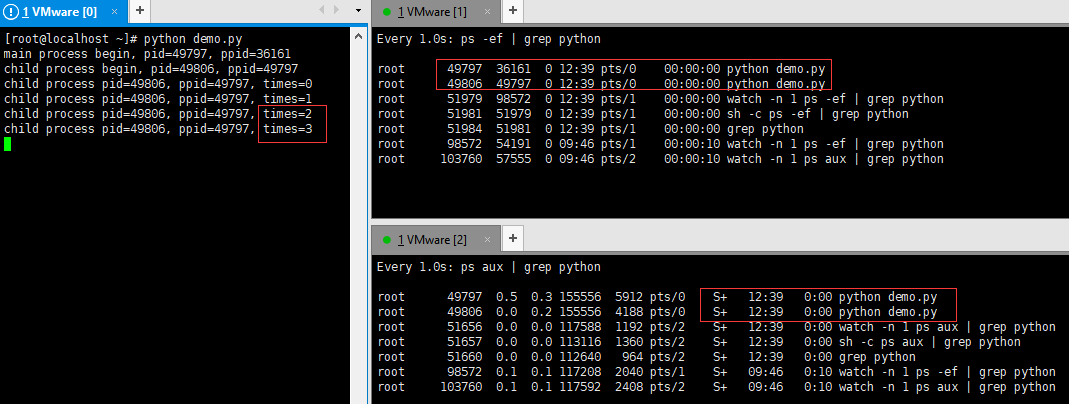 1 VMware [0] × +
[root@localhost ~]# python demo.py
main process begin, pid=49797, ppid=36161
child process begin, pid=49806, ppid=49797
child process pid=49806, ppid=49797, times=0
child process pid=49806, ppid=49797, times=1
child process pid=49806, ppid=49797, times=2
child process pid=49806, ppid=49797, times=3
1 VMware [1] × +
Every 1.0s: ps -ef | grep python
root 49797 36161 0 12:39 pts/0 00:00:00 python demo.py
root 49806 49797 0 12:39 pts/0 00:00:00 python demo.py
root 51979 98572 0 12:39 pts/1 00:00:00 watch -n 1 ps -ef | grep python
root 51981 51979 0 12:39 pts/1 00:00:00 sh -c ps -ef | grep python
root 51984 51981 0 12:39 pts/1 00:00:00 grep python
root 98572 54191 0 09:46 pts/1 00:00:10 watch -n 1 ps -ef | grep python
root 103760 57555 0 09:46 pts/2 00:00:10 watch -n 1 ps aux | grep python
1 VMware [2] × +
Every 1.0s: ps aux | grep python
root 49797 0.5 0.3 155556 5912 pts/0 S+ 12:39 0:00 python demo.py
root 49806 0.0 0.2 155556 4188 pts/0 S+ 12:39 0:00 python demo.py
root 51656 0.0 0.0 117588 1192 pts/2 S+ 12:39 0:00 watch -n 1 ps aux | grep python
root 51657 0.0 0.0 113116 1360 pts/2 S+ 12:39 0:00 sh -c ps aux | grep python
root 51660 0.0 0.0 112640 964 pts/2 S+ 12:39 0:00 grep python
root 98572 0.1 0.1 117208 2040 pts/1 S+ 09:46 0:10 watch -n 1 ps -ef | grep python
root 103760 0.1 0.1 117592 2408 pts/2 S+ 09:46 0:10 watch -n 1 ps aux | grep python